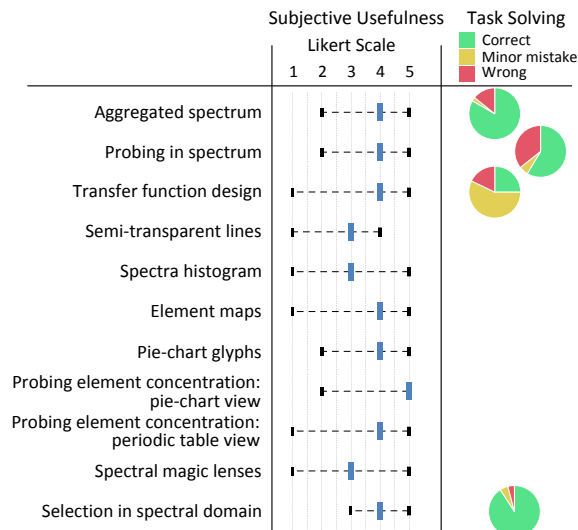 Subjective Usefulness
Task Solving
Likert Scale
Correct
Minor mistake
Wrong
1 2 3 4 5
Aggregated spectrum
Probing in spectrum
Transfer function design
Semi-transparent lines
Spectra histogram
Element maps
Pie-chart glyphs
Probing element concentration:
pie-chart view
Probing element concentration:
periodic table view
Spectral magic lenses
Selection in spectral domain